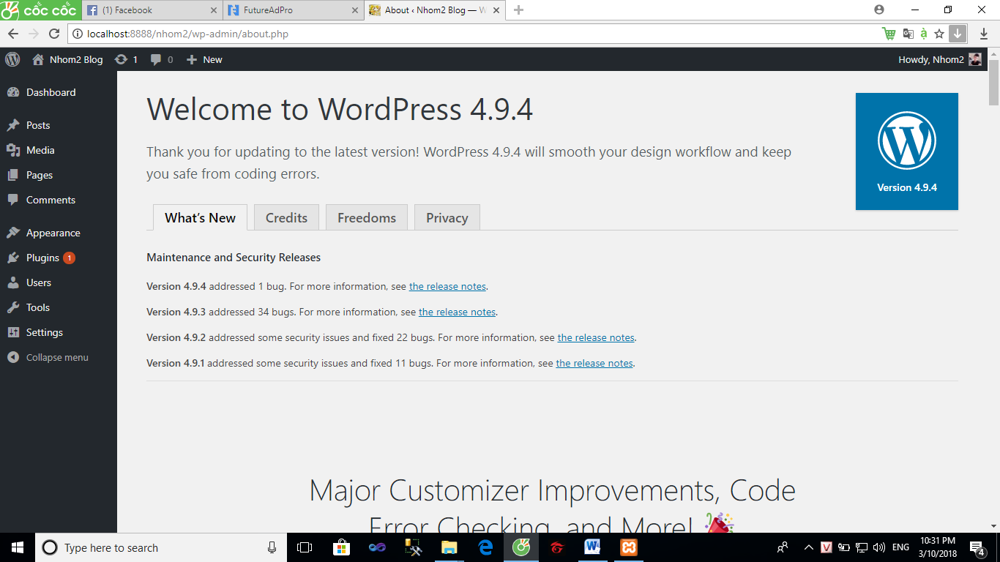 cốc cốc
(1) Facebook
FutureAdPro
About ‹ Nhom2 Blog — W
localhost:8888/nhom2/wp-admin/about.php
Nhom2 Blog
1
0
New
Howdy, Nhom2
Dashboard
Posts
Media
Pages
Comments
Appearance
Plugins 1
Users
Tools
Settings
Collapse menu
Welcome to WordPress 4.9.4
Thank you for updating to the latest version! WordPress 4.9.4 will smooth your design workflow and keep
you safe from coding errors.
Version 4.9.4
What’s New
Credits
Freedoms
Privacy
Maintenance and Security Releases
Version 4.9.4 addressed 1 bug. For more information, see the release notes.
Version 4.9.3 addressed 34 bugs. For more information, see the release notes.
Version 4.9.2 addressed some security issues and fixed 22 bugs. For more information, see the release notes.
Version 4.9.1 addressed some security issues and fixed 11 bugs. For more information, see the release notes.
Major Customizer Improvements, Code
Error Checking, and More! 🎉
Type here to search
ENG
10:31 PM
3/10/2018
4